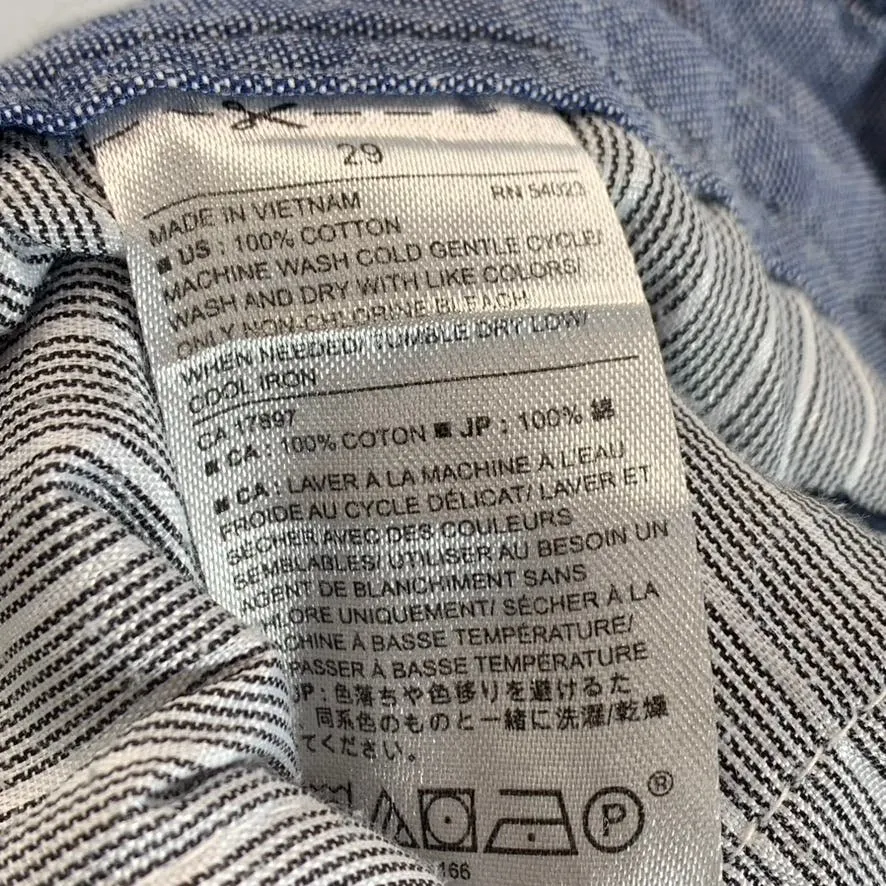 29
RN 54023
MADE IN VIETNAM
■ US : 100% COTTON
MACHINE WASH COLD GENTLE CYCLE/
WASH AND DRY WITH LIKE COLORS/
ONLY NON-CHLORINE BLEACH
WHEN NEEDED/ TUMBLE DRY LOW/
COOL IRON
CA 17897
■ CA : 100% COTON ■ JP : 100% 綿
■ CA : LAVER À LA MACHINE À L'EAU
FROIDE AU CYCLE DÉLICAT/ LAVER ET
SÉCHER AVEC DES COULEURS
SEMBLABLES/ UTILISER AU BESOIN UN
AGENT DE BLANCHIMENT SANS
HLORE UNIQUEMENT/ SÉCHER À LA
CHINE À BASSE TEMPÉRATURE/
PASSER À BASSE TEMPÉRATURE
JP :色落ちや色移りを避けるた
同系色のものと一緒に洗濯/乾燥
てください。
P ®
166